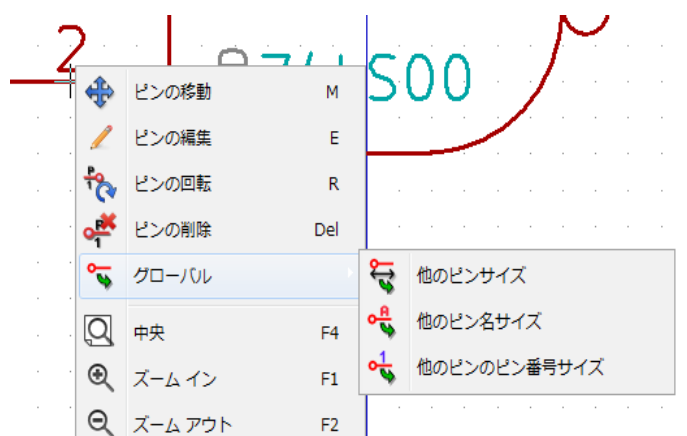 2
S00
ピンの移動 M
ピンの編集 E
ピンの回転 R
ピンの削除 Del
グローバル
他のピンサイズ
他のピン名サイズ
他のピンのピン番号サイズ
中央 F4
ズーム イン F1
ズーム アウト F2